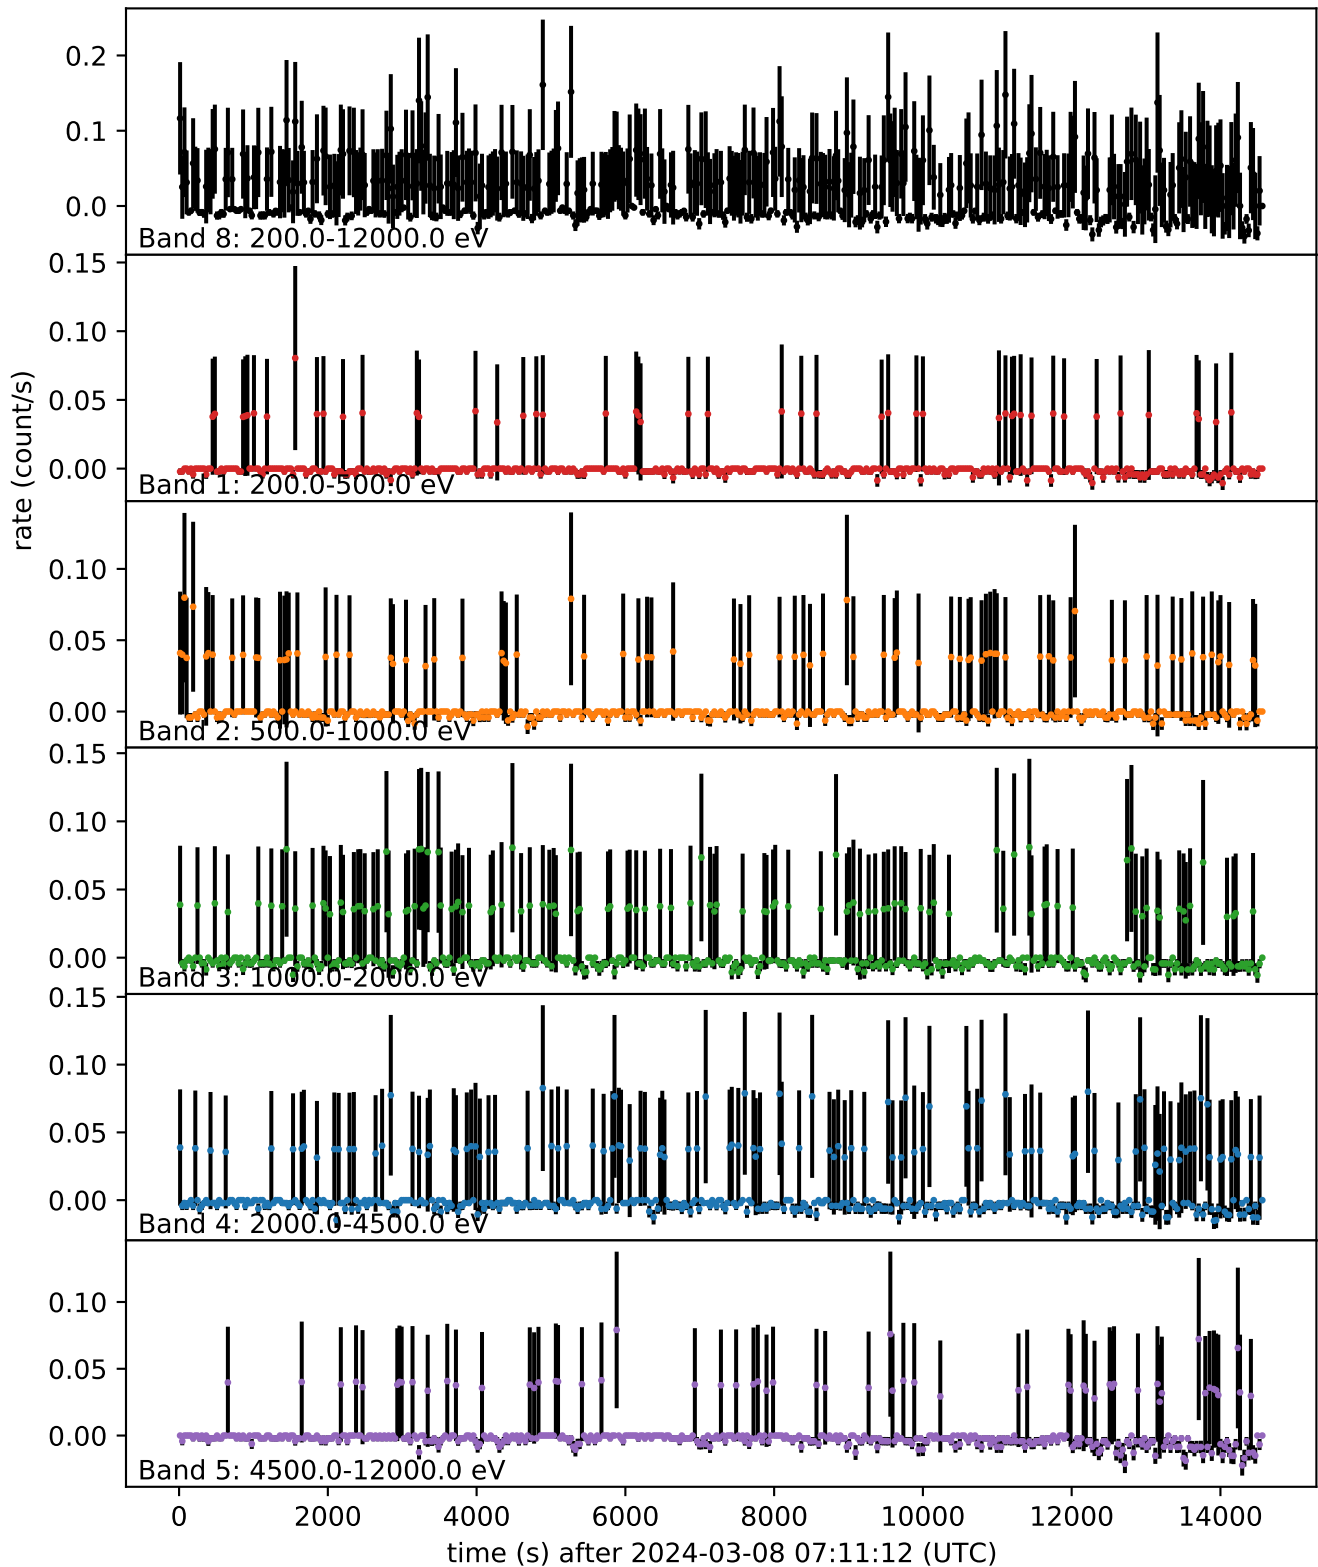 0.2
0.1
0.0
Band 8: 200.0-12000.0 eV
0.15
0.10
0.05
0.00
Band 1: 200.0-500.0 eV
rate (count/s)
0.10
0.05
0.00
Band 2: 500.0-1000.0 eV
0.15
0.10
0.05
0.00
Band 3: 1000.0-2000.0 eV
0.15
0.10
0.05
0.00
Band 4: 2000.0-4500.0 eV
0.10
0.05
0.00
Band 5: 4500.0-12000.0 eV
0 2000 4000 6000 8000 10000 12000 14000
time (s) after 2024-03-08 07:11:12 (UTC)